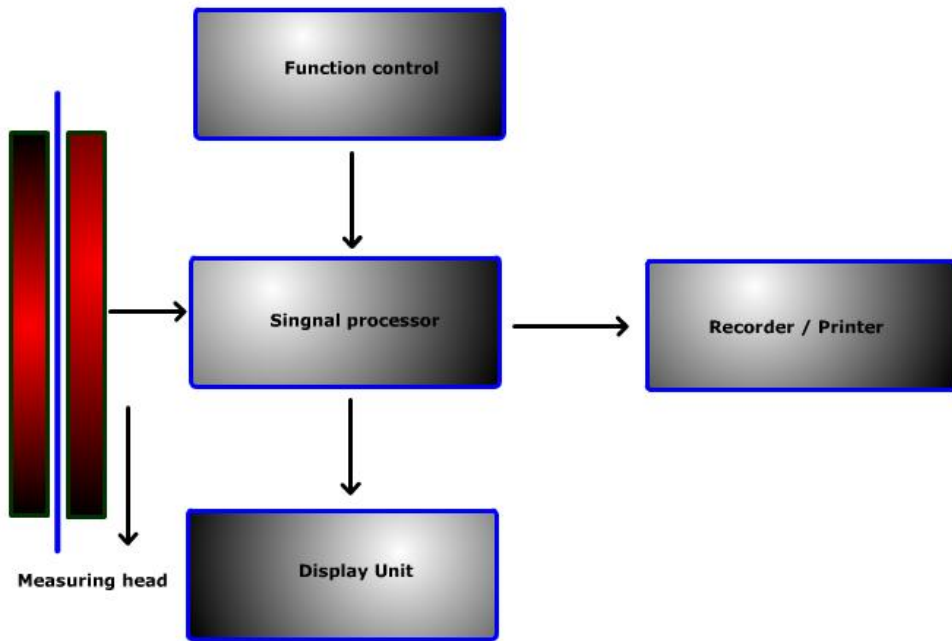 Function control
Singnal processor
Recorder / Printer
Display Unit
Measuring head